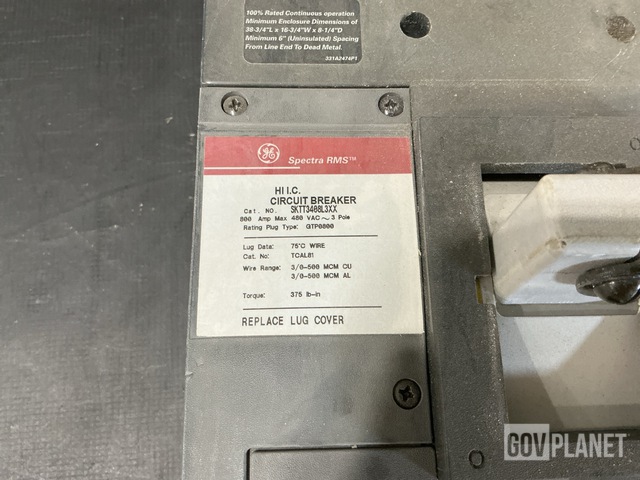 100% Rated Continuous operation
Minimum Enclosure Dimensions of
38-3/4"L x 16-3/4"W x 8-1/4"D
Minimum 6" (Uninsulated) Spacing
From Line End To Dead Metal.
331A2474P1
GE Spectra RMS™
HI I.C.
CIRCUIT BREAKER
Cat. NO. SKTT3408L3XX
800 Amp Max 480 VAC ~ 3 Pole
Rating Plug Type: GTP0800
Lug Data: 75°C WIRE
Cat. No: TCAL81
Wire Range: 3/0-500 MCM CU
3/0-500 MCM AL
Torque: 375 lb-in
REPLACE LUG COVER
O
GOVPLANET